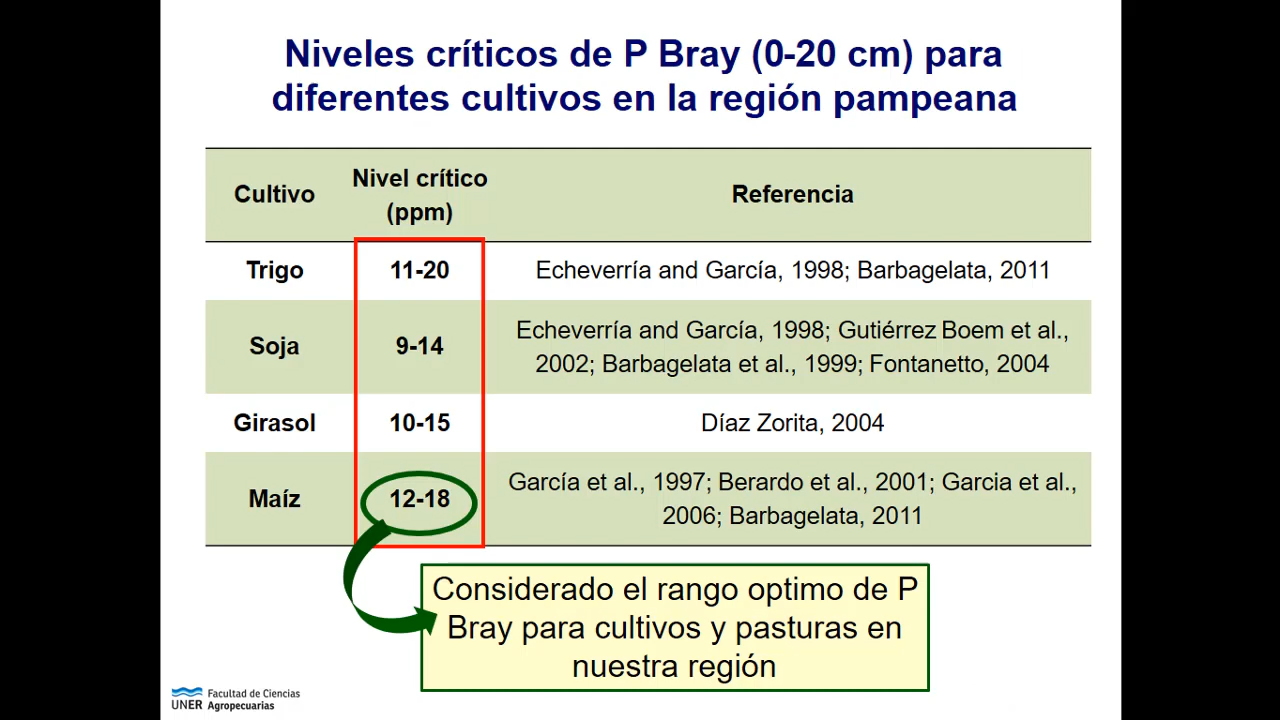 Niveles críticos de P Bray (0-20 cm) para
diferentes cultivos en la región pampeana
Cultivo
Nivel crítico
(ppm)
Referencia
Trigo
11-20
Echeverría and García, 1998; Barbagelata, 2011
Soja
9-14
Echeverría and García, 1998; Gutiérrez Boem et al.,
2002; Barbagelata et al., 1999; Fontanetto, 2004
Girasol
10-15
Díaz Zorita, 2004
Maíz
12-18
García et al., 1997; Berardo et al., 2001; Garcia et al.,
2006; Barbagelata, 2011
Considerado el rango optimo de P
Bray para cultivos y pasturas en
nuestra región
UNER
Facultad de Ciencias
Agropecuarias